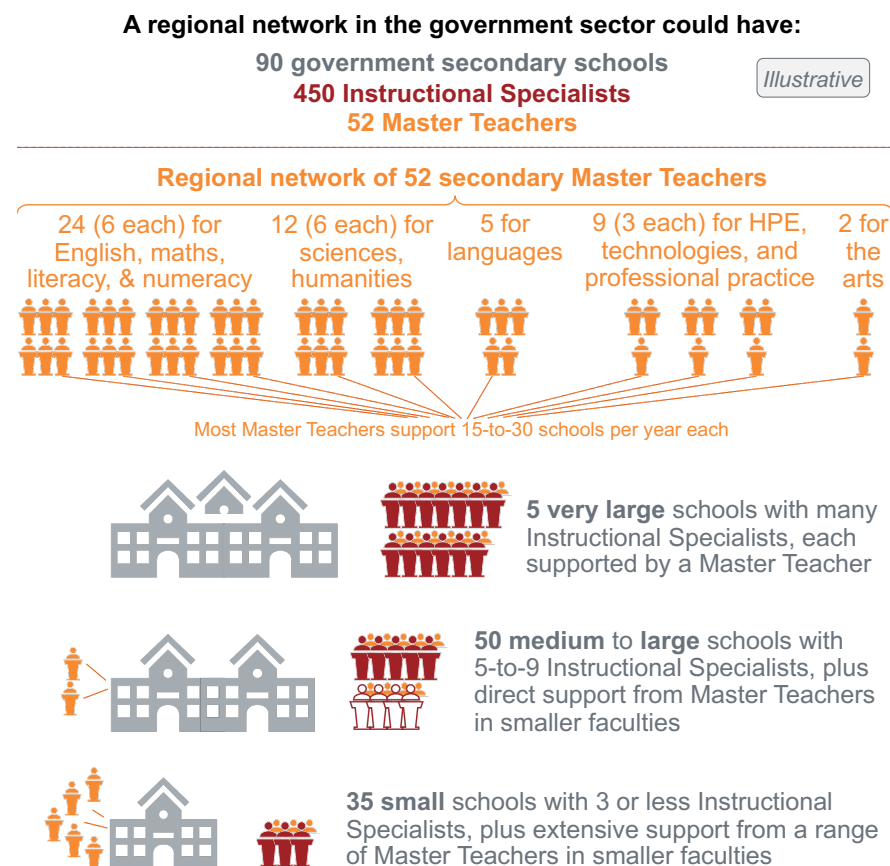 A regional network in the government sector could have:
90 government secondary schools
Illustrative
450 Instructional Specialists
52 Master Teachers
Regional network of 52 secondary Master Teachers
24 (6 each) for
English, maths,
literacy, & numeracy
12 (6 each) for
sciences,
humanities
5 for
languages
9 (3 each) for HPE,
technologies, and
professional practice
2 for
the
arts
Most Master Teachers support 15-to-30 schools per year each
5 very large schools with many
Instructional Specialists, each
supported by a Master Teacher
50 medium to large schools with
5-to-9 Instructional Specialists, plus
direct support from Master Teachers
in smaller faculties
35 small schools with 3 or less Instructional
Specialists, plus extensive support from a range
of Master Teachers in smaller faculties